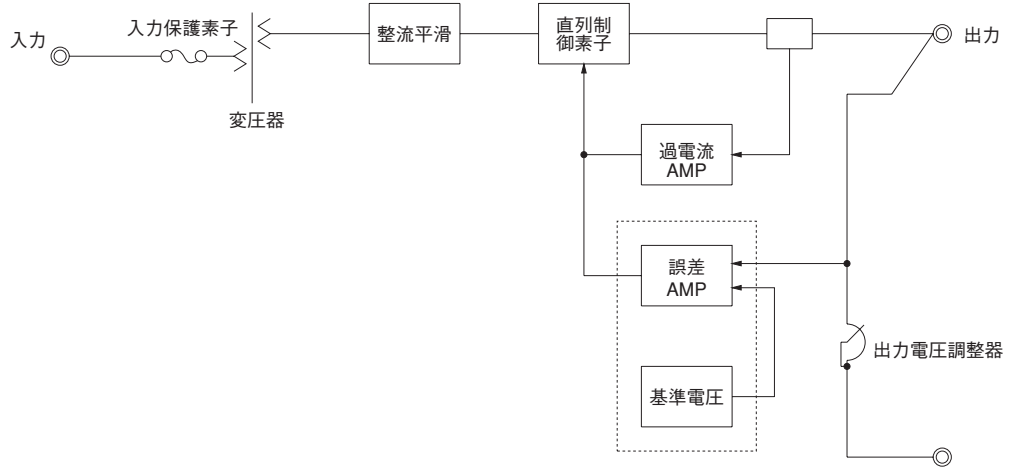 入力
入力保護素子
変圧器
整流平滑
直列制
御素子
出力
過電流
AMP
誤差
AMP
基準電圧
出力電圧調整器